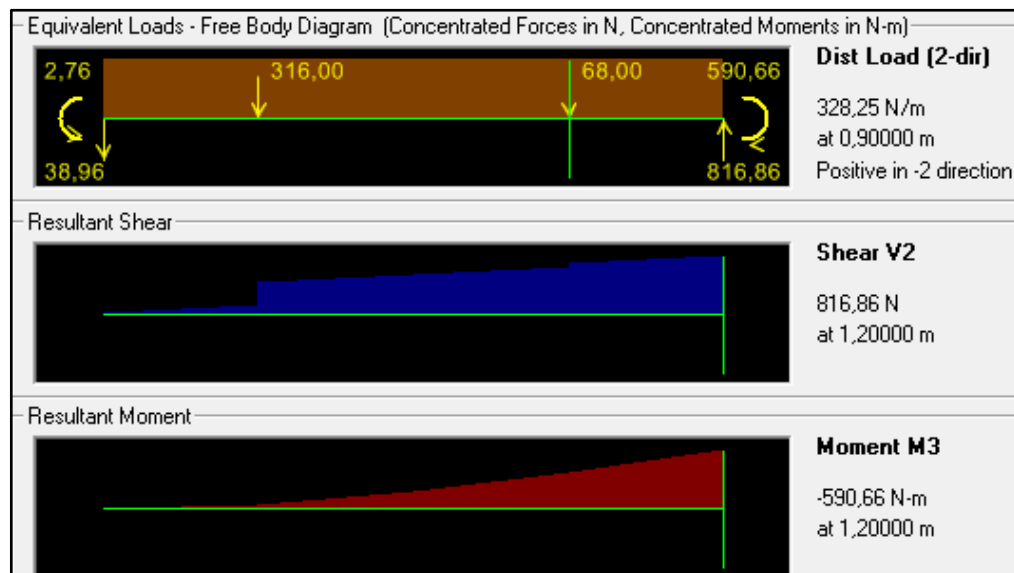 Equivalent Loads - Free Body Diagram (Concentrated Forces in N, Concentrated Moments in N-m)
2,76
316,00
68,00
590,66
38,96
816,86
Dist Load (2-dir)
328,25 N/m
at 0,90000 m
Positive in -2 direction
Resultant Shear
Shear V2
816,86 N
at 1,20000 m
Resultant Moment
Moment M3
-590,66 N-m
at 1,20000 m